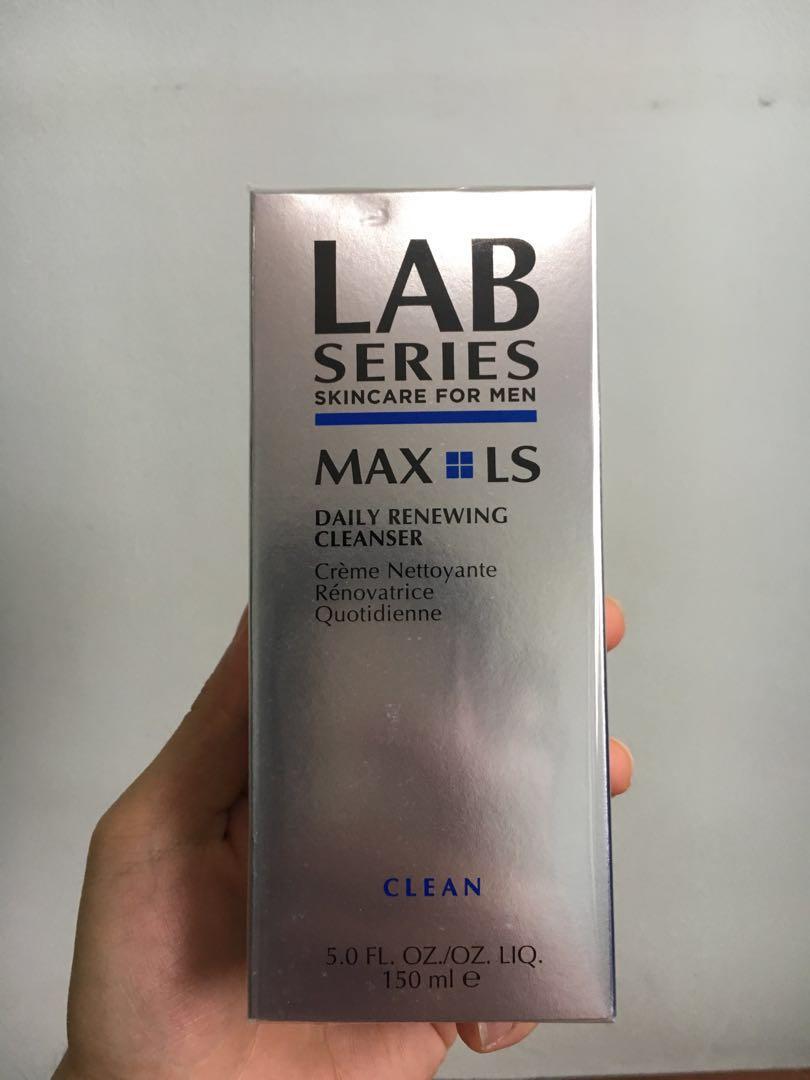 LAB
SERIES
SKINCARE FOR MEN
MAX LS
DAILY RENEWING
CLEANSER
Crème Nettoyante
Rénovatrice
Quotidienne
CLEAN
5.0 FL. OZ./OZ. LIQ.
150 ml ℮